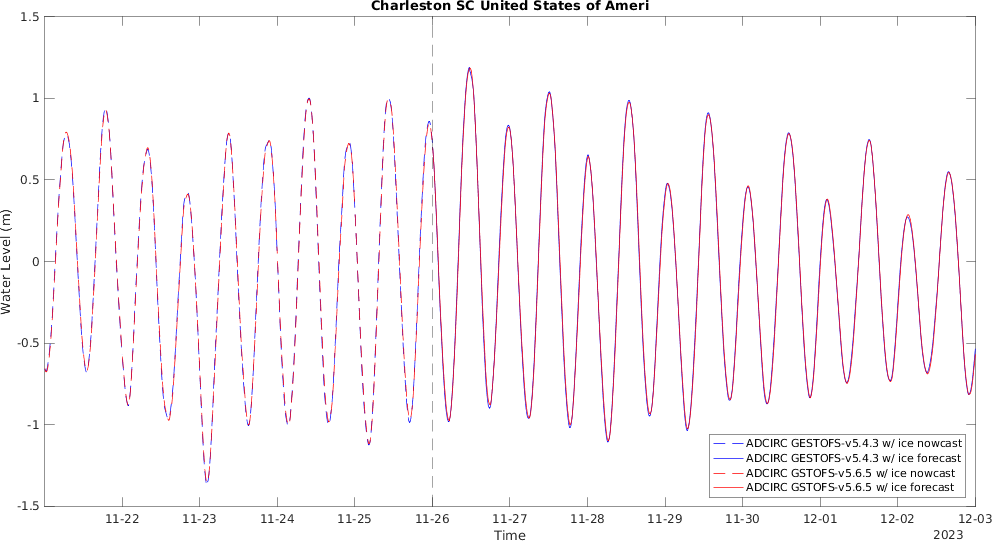 Charleston SC United States of Ameri
1.5
1
0.5
0
-0.5
-1
-1.5
Water Level (m)
11-22 11-23 11-24 11-25 11-26 11-27 11-28 11-29 11-30 12-01 12-02 12-03
Time
2023
ADCIRC GESTOFS-v5.4.3 w/ ice nowcast
ADCIRC GESTOFS-v5.4.3 w/ ice forecast
ADCIRC GSTOFS-v5.6.5 w/ ice nowcast
ADCIRC GSTOFS-v5.6.5 w/ ice forecast